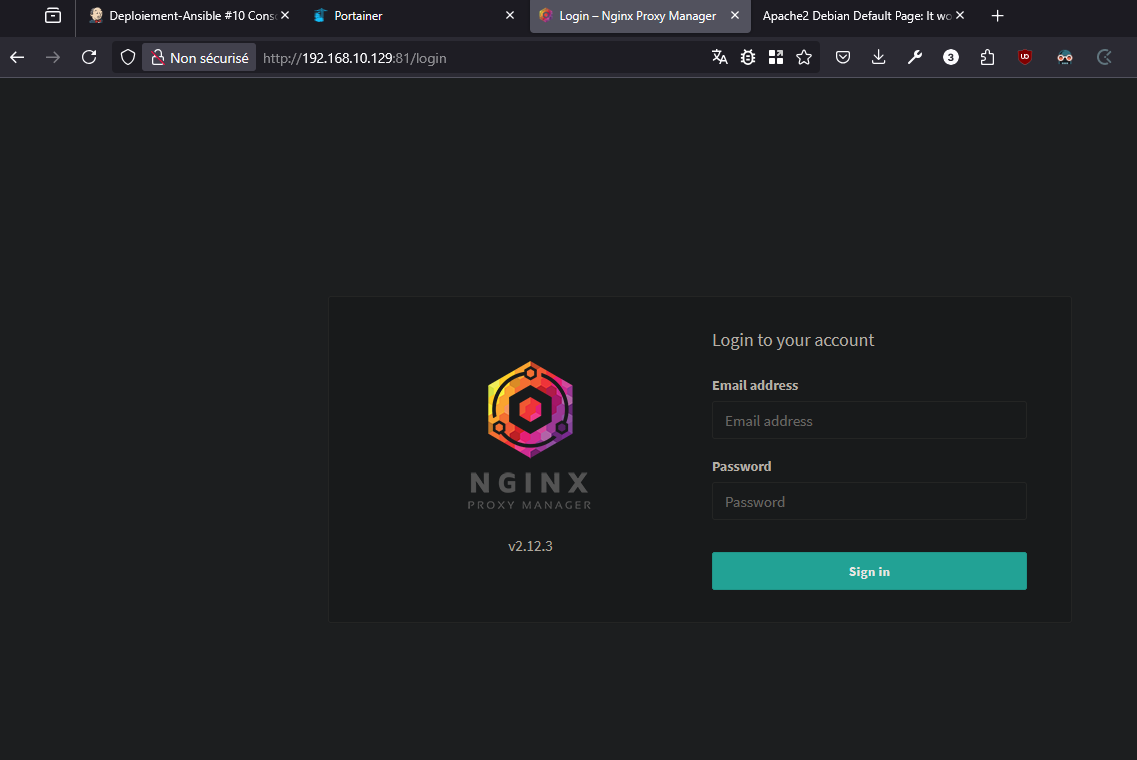 Deploiement-Ansible #10 Cons
Portainer
Login – Nginx Proxy Manager
Apache2 Debian Default Page: It wo
Non sécurisé
http://192.168.10.129:81/login
3
Login to your account
Email address
Email address
Password
Password
NGINX
PROXY MANAGER
v2.12.3
Sign in